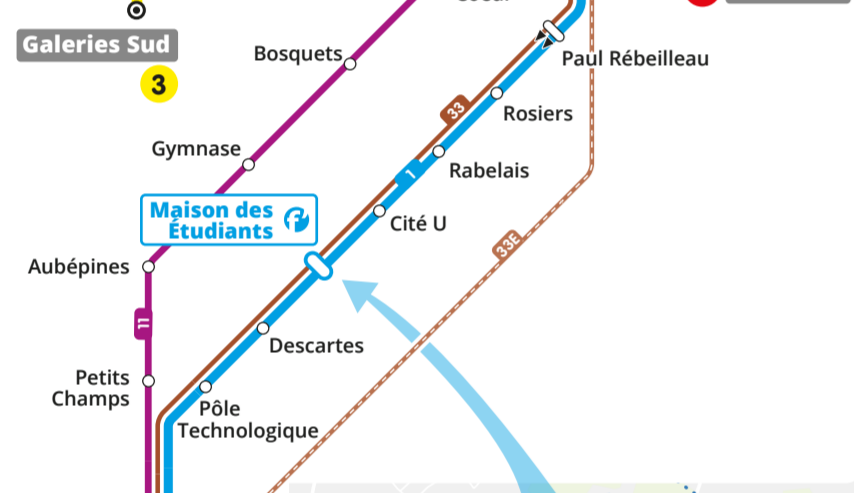 Galeries Sud
3
Bosquets
Paul Rébeilleau
33
Rosiers
Gymnase
Rabelais
1
Maison des
Étudiants
Cité U
33E
Aubépines
11
Descartes
Petits
Champs
Pôle
Technologique